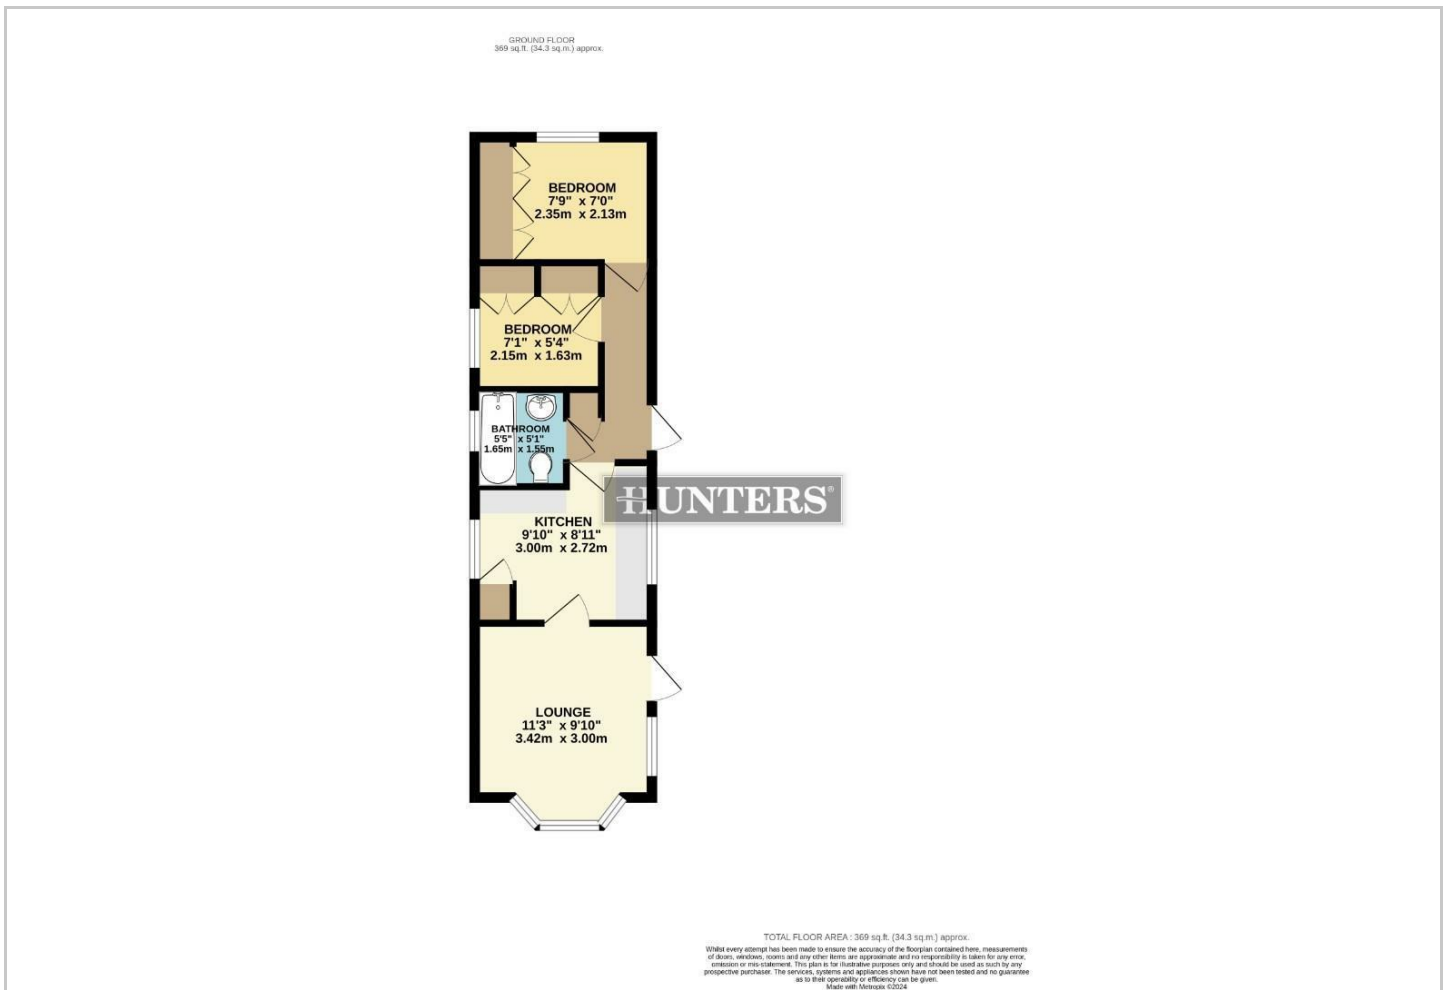 GROUND FLOOR
369 sq.ft. (34.3 sq.m.) approx.
BEDROOM
7'9" x 7'0"
2.35m x 2.13m
BEDROOM
7'1" x 5'4"
2.15m x 1.63m
BATHROOM
5'5" x 5'1"
1.65m x 1.55m
HUNTERS®
KITCHEN
9'10" x 8'11"
3.00m x 2.72m
LOUNGE
11'3" x 9'10"
3.42m x 3.00m
TOTAL FLOOR AREA : 369 sq.ft. (34.3 sq.m.) approx.
Whilst every attempt has been made to ensure the accuracy of the floorplan contained here, measurements
of doors, windows, rooms and any other items are approximate and no responsibility is taken for any error,
omission or mis-statement. This plan is for illustrative purposes only and should be used as such by any
prospective purchaser. The services, systems and appliances shown have not been tested and no guarantee
as to their operability or efficiency can be given.
Made with Metropix ©2024